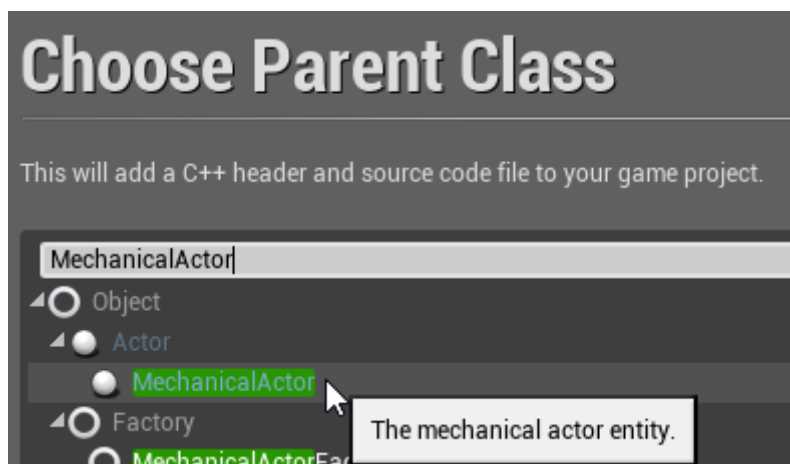 Choose Parent Class
This will add a C++ header and source code file to your game project.
MechanicalActor
Object
Actor
MechanicalActor
The mechanical actor entity.
Factory